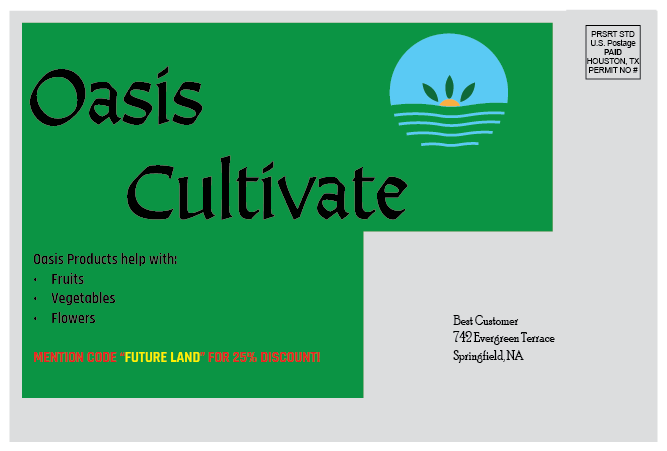 PRSRT STD
U.S. Postage
PAID
HOUSTON, TX
PERMIT NO #
Oasis
Cultivate
Oasis Products help with:
• Fruits
• Vegetables
• Flowers
MENTION CODE "FUTURE LAND" FOR 25% DISCOUNT!
Best Customer
742 Evergreen Terrace
Springfield, NA